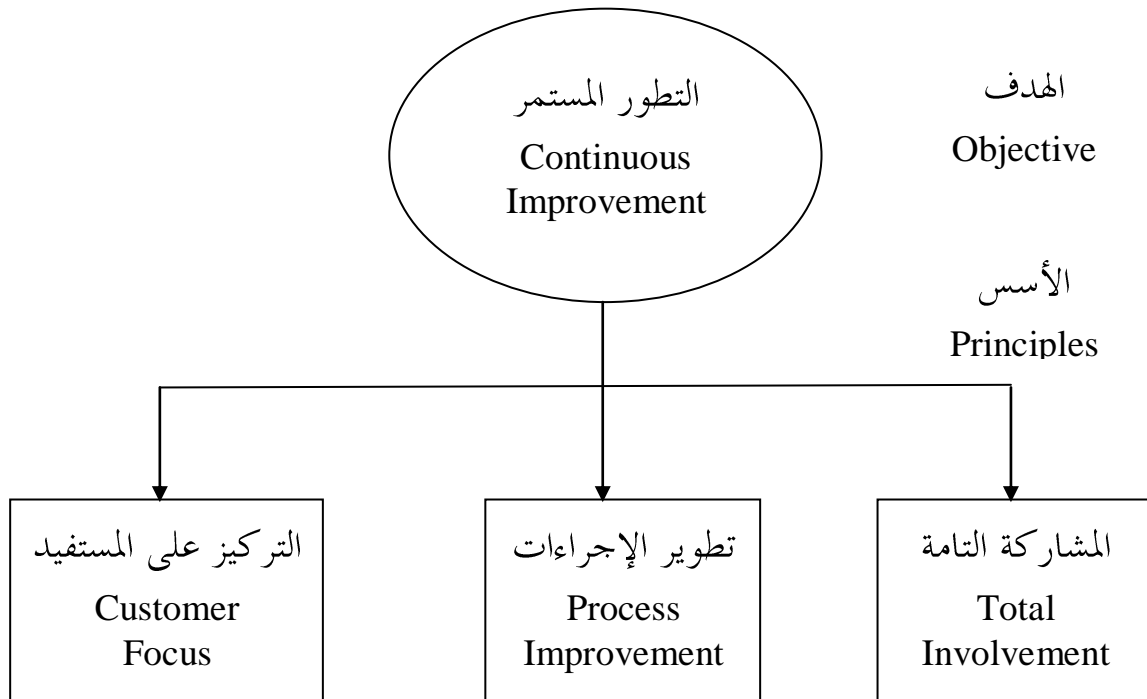 التطور المستمر
Continuous
Improvement
الهدف
Objective
الأسس
Principles
التركيز على المستفيد
Customer
Focus
تطوير الإجراءات
Process
Improvement
المشاركة التامة
Total
Involvement